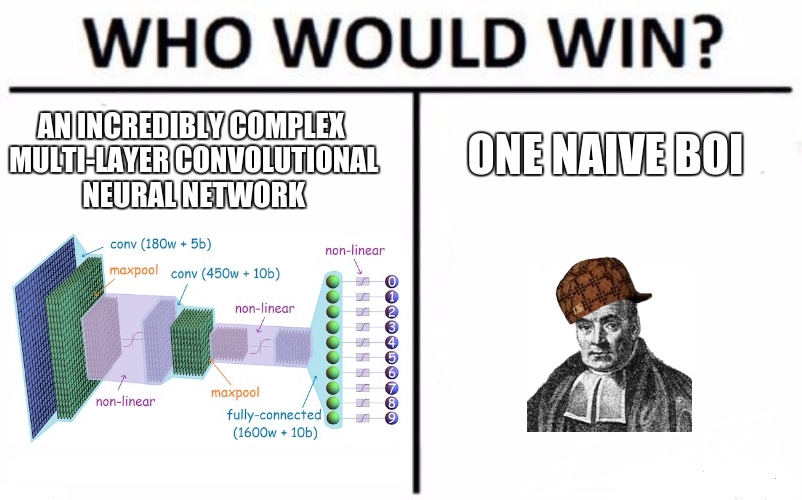 WHO WOULD WIN?
AN INCREDIBLY COMPLEX
MULTI-LAYER CONVOLUTIONAL
NEURAL NETWORK
ONE NAIVE BOI
conv (180w + 5b)
maxpool
conv (450w + 10b)
non-linear
non-linear
non-linear
maxpool
fully-connected
(1600w + 10b)
0
1
2
3
4
5
6
7
8
9